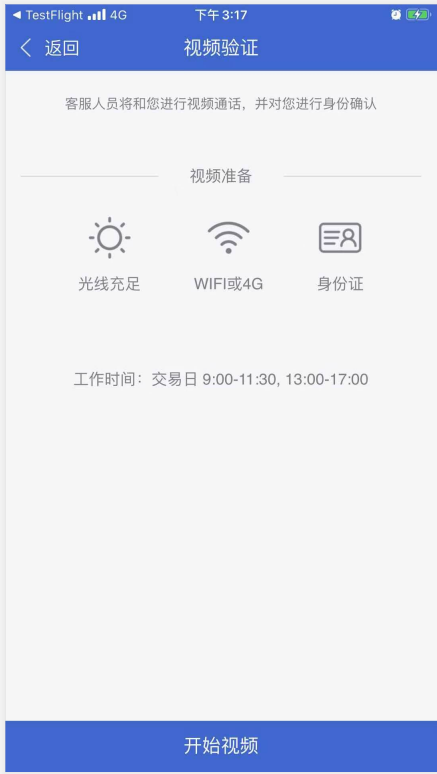 TestFlight 4G 下午3:17
返回 视频验证
客服人员将和您进行视频通话，并对您进行身份确认
视频准备
光线充足 WIFI或4G 身份证
工作时间：交易日 9:00-11:30, 13:00-17:00
开始视频